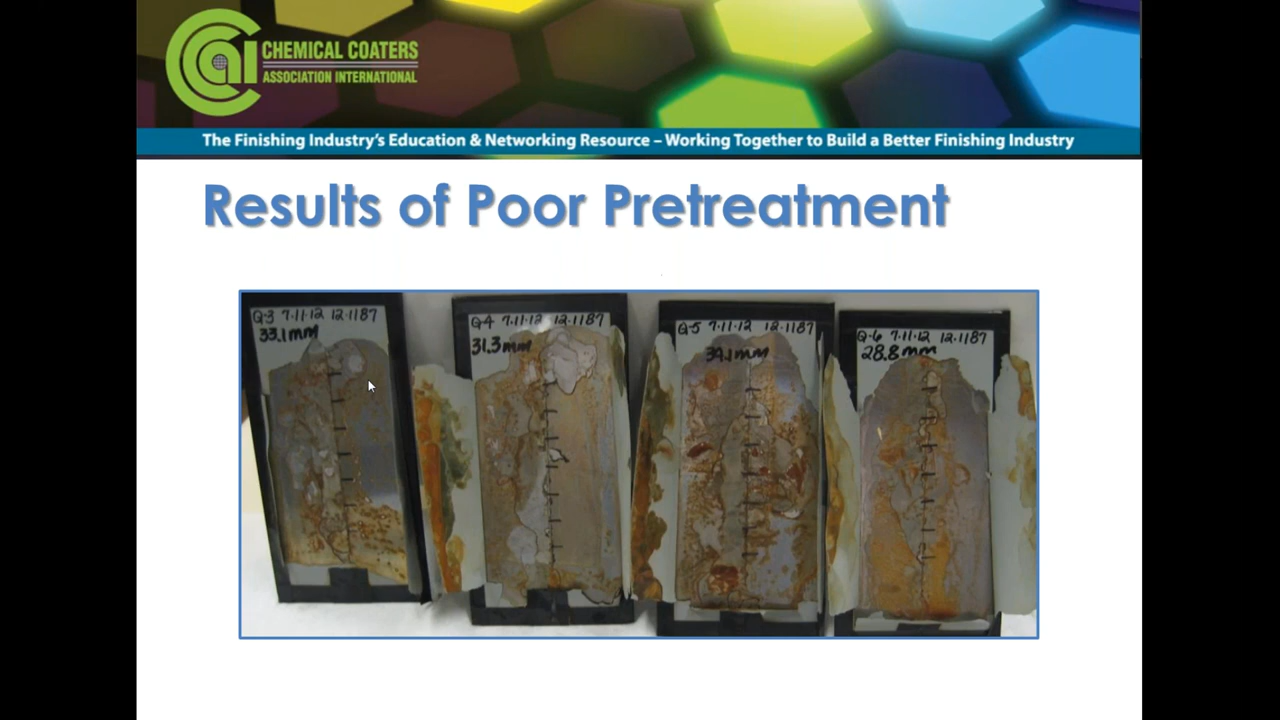 CHEMICAL COATERS
ASSOCIATION INTERNATIONAL
The Finishing Industry's Education & Networking Resource – Working Together to Build a Better Finishing Industry
Results of Poor Pretreatment
Q-3 7-11-12 12-1187
33.1mm
Q-4 7-11-12 12-1187
31.3mm
Q-5 7-11-12 12-1187
Q-6 7-11-12 12-1187
28.8mm